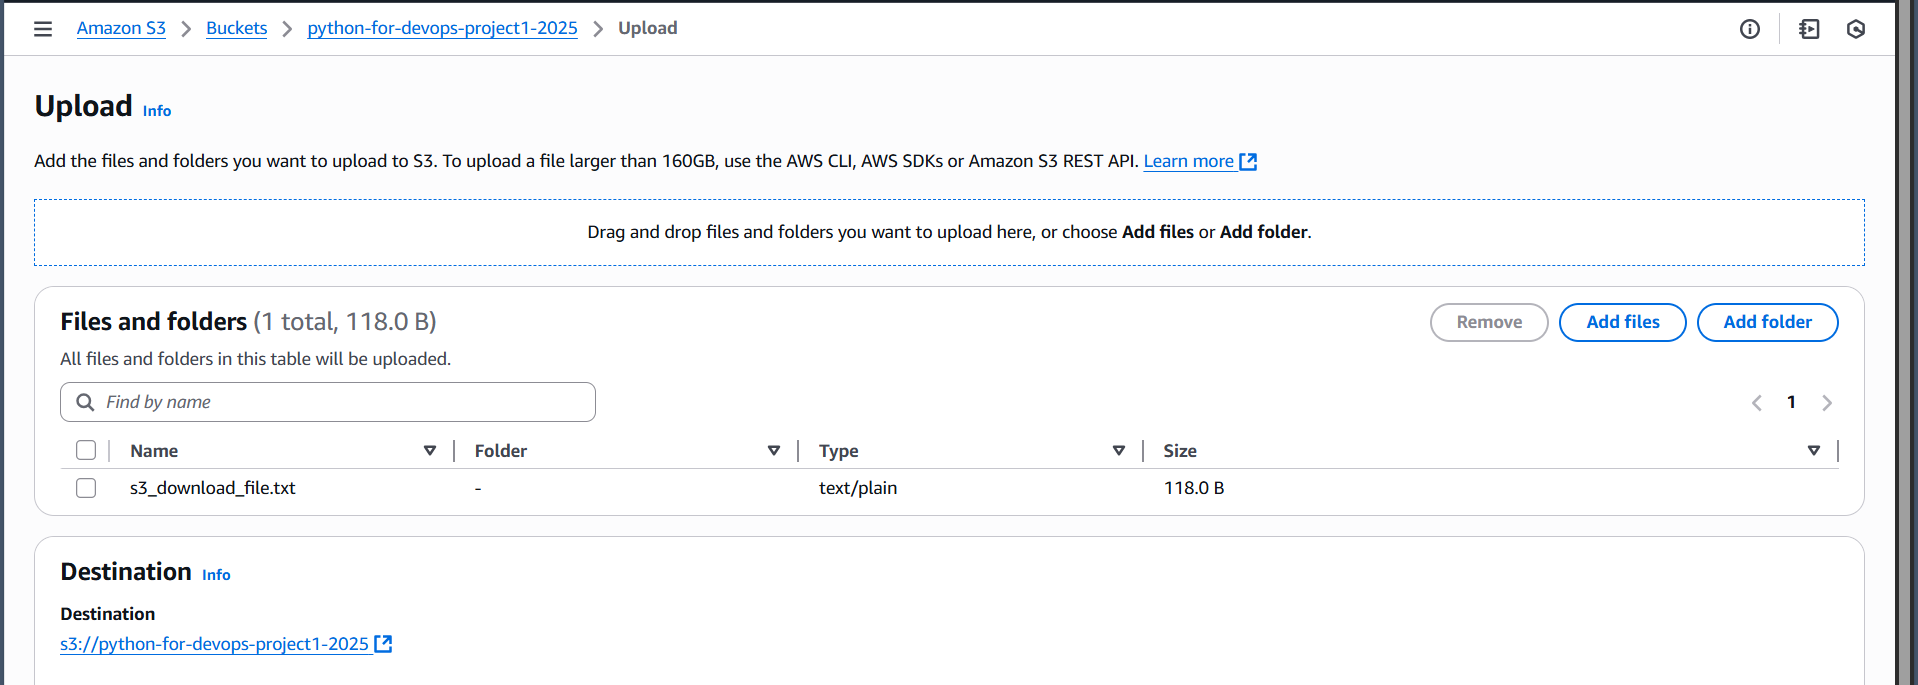 Amazon S3 > Buckets > python-for-devops-project1-2025 > Upload
Upload Info
Add the files and folders you want to upload to S3. To upload a file larger than 160GB, use the AWS CLI, AWS SDKs or Amazon S3 REST API. Learn more
Drag and drop files and folders you want to upload here, or choose Add files or Add folder.
Files and folders (1 total, 118.0 B)
Remove Add files Add folder
All files and folders in this table will be uploaded.
Find by name
1
Name Folder Type Size
s3_download_file.txt - text/plain 118.0 B
Destination Info
Destination
s3://python-for-devops-project1-2025